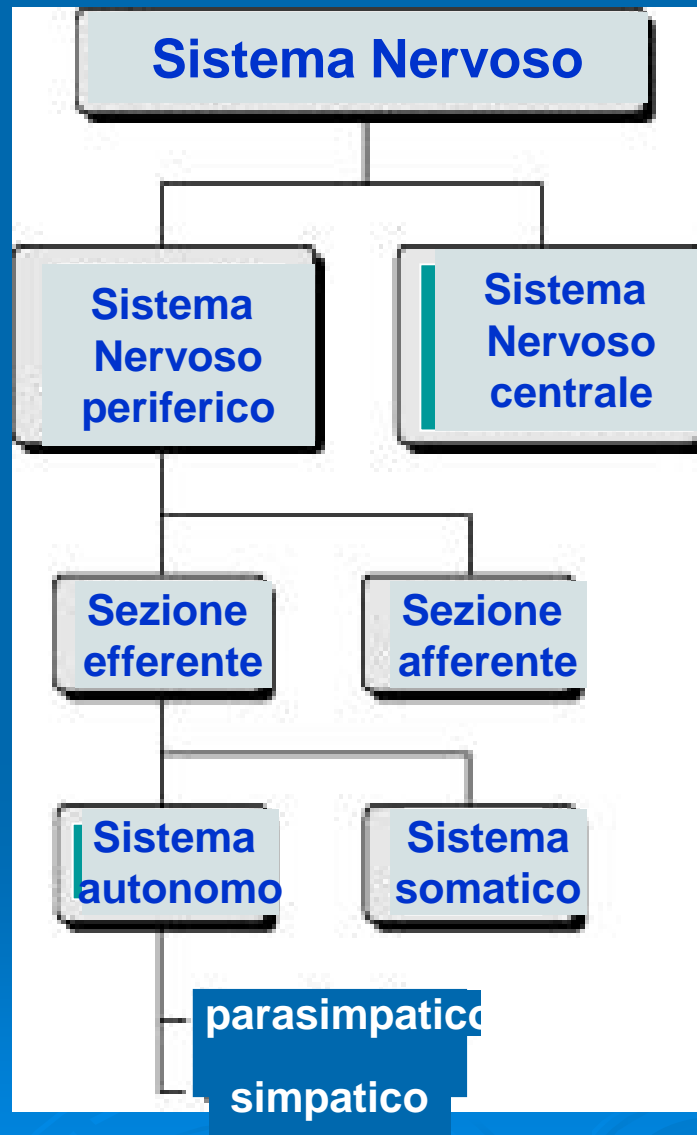 Sistema Nervoso
Sistema
Nervoso
periferico
Sistema
Nervoso
centrale
Sezione
efferente
Sezione
afferente
Sistema
autonomo
Sistema
somatico
parasimpatico
simpatico